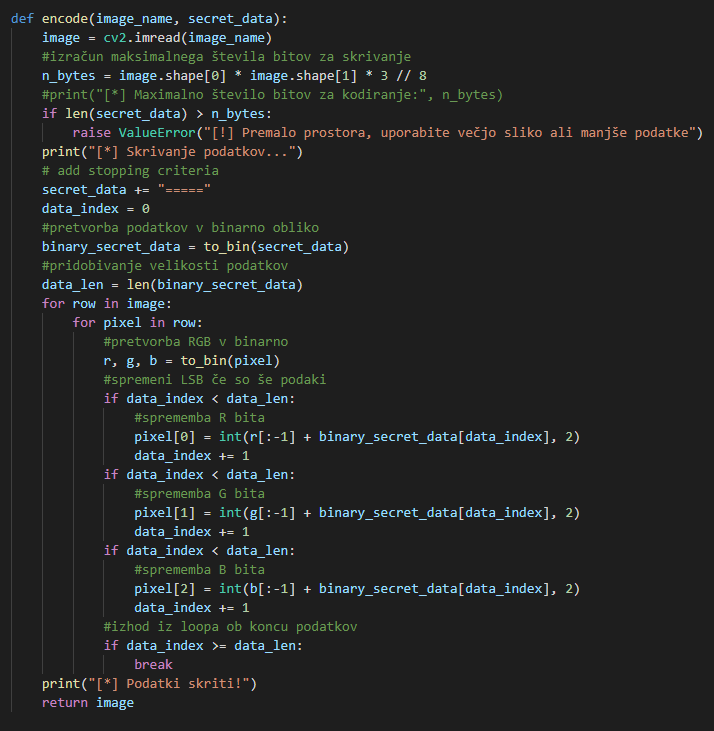 def encode(image_name, secret_data):
    image = cv2.imread(image_name)
    #izračun maksimalnega števila bitov za skrivanje
    n_bytes = image.shape[0] * image.shape[1] * 3 // 8
    #print("[*] Maximalno število bitov za kodiranje:", n_bytes)
    if len(secret_data) > n_bytes:
        raise ValueError("[!] Premalo prostora, uporabite večjo sliko ali manjše podatke")
    print("[*] Skrivanje podatkov...")
    # add stopping criteria
    secret_data += "====="
    data_index = 0
    #pretvorba podatkov v binarno obliko
    binary_secret_data = to_bin(secret_data)
    #pridobivanje velikosti podatkov
    data_len = len(binary_secret_data)
    for row in image:
        for pixel in row:
            #pretvorba RGB v binarno
            r, g, b = to_bin(pixel)
            #spremeni LSB če so še podaki
            if data_index < data_len:
                #sprememba R bita
                pixel[0] = int(r[:-1] + binary_secret_data[data_index], 2)
                data_index += 1
            if data_index < data_len:
                #sprememba G bita
                pixel[1] = int(g[:-1] + binary_secret_data[data_index], 2)
                data_index += 1
            if data_index < data_len:
                #sprememba B bita
                pixel[2] = int(b[:-1] + binary_secret_data[data_index], 2)
                data_index += 1
            #izhod iz loopa ob koncu podatkov
            if data_index >= data_len:
                break
    print("[*] Podatki skriti!")
    return image